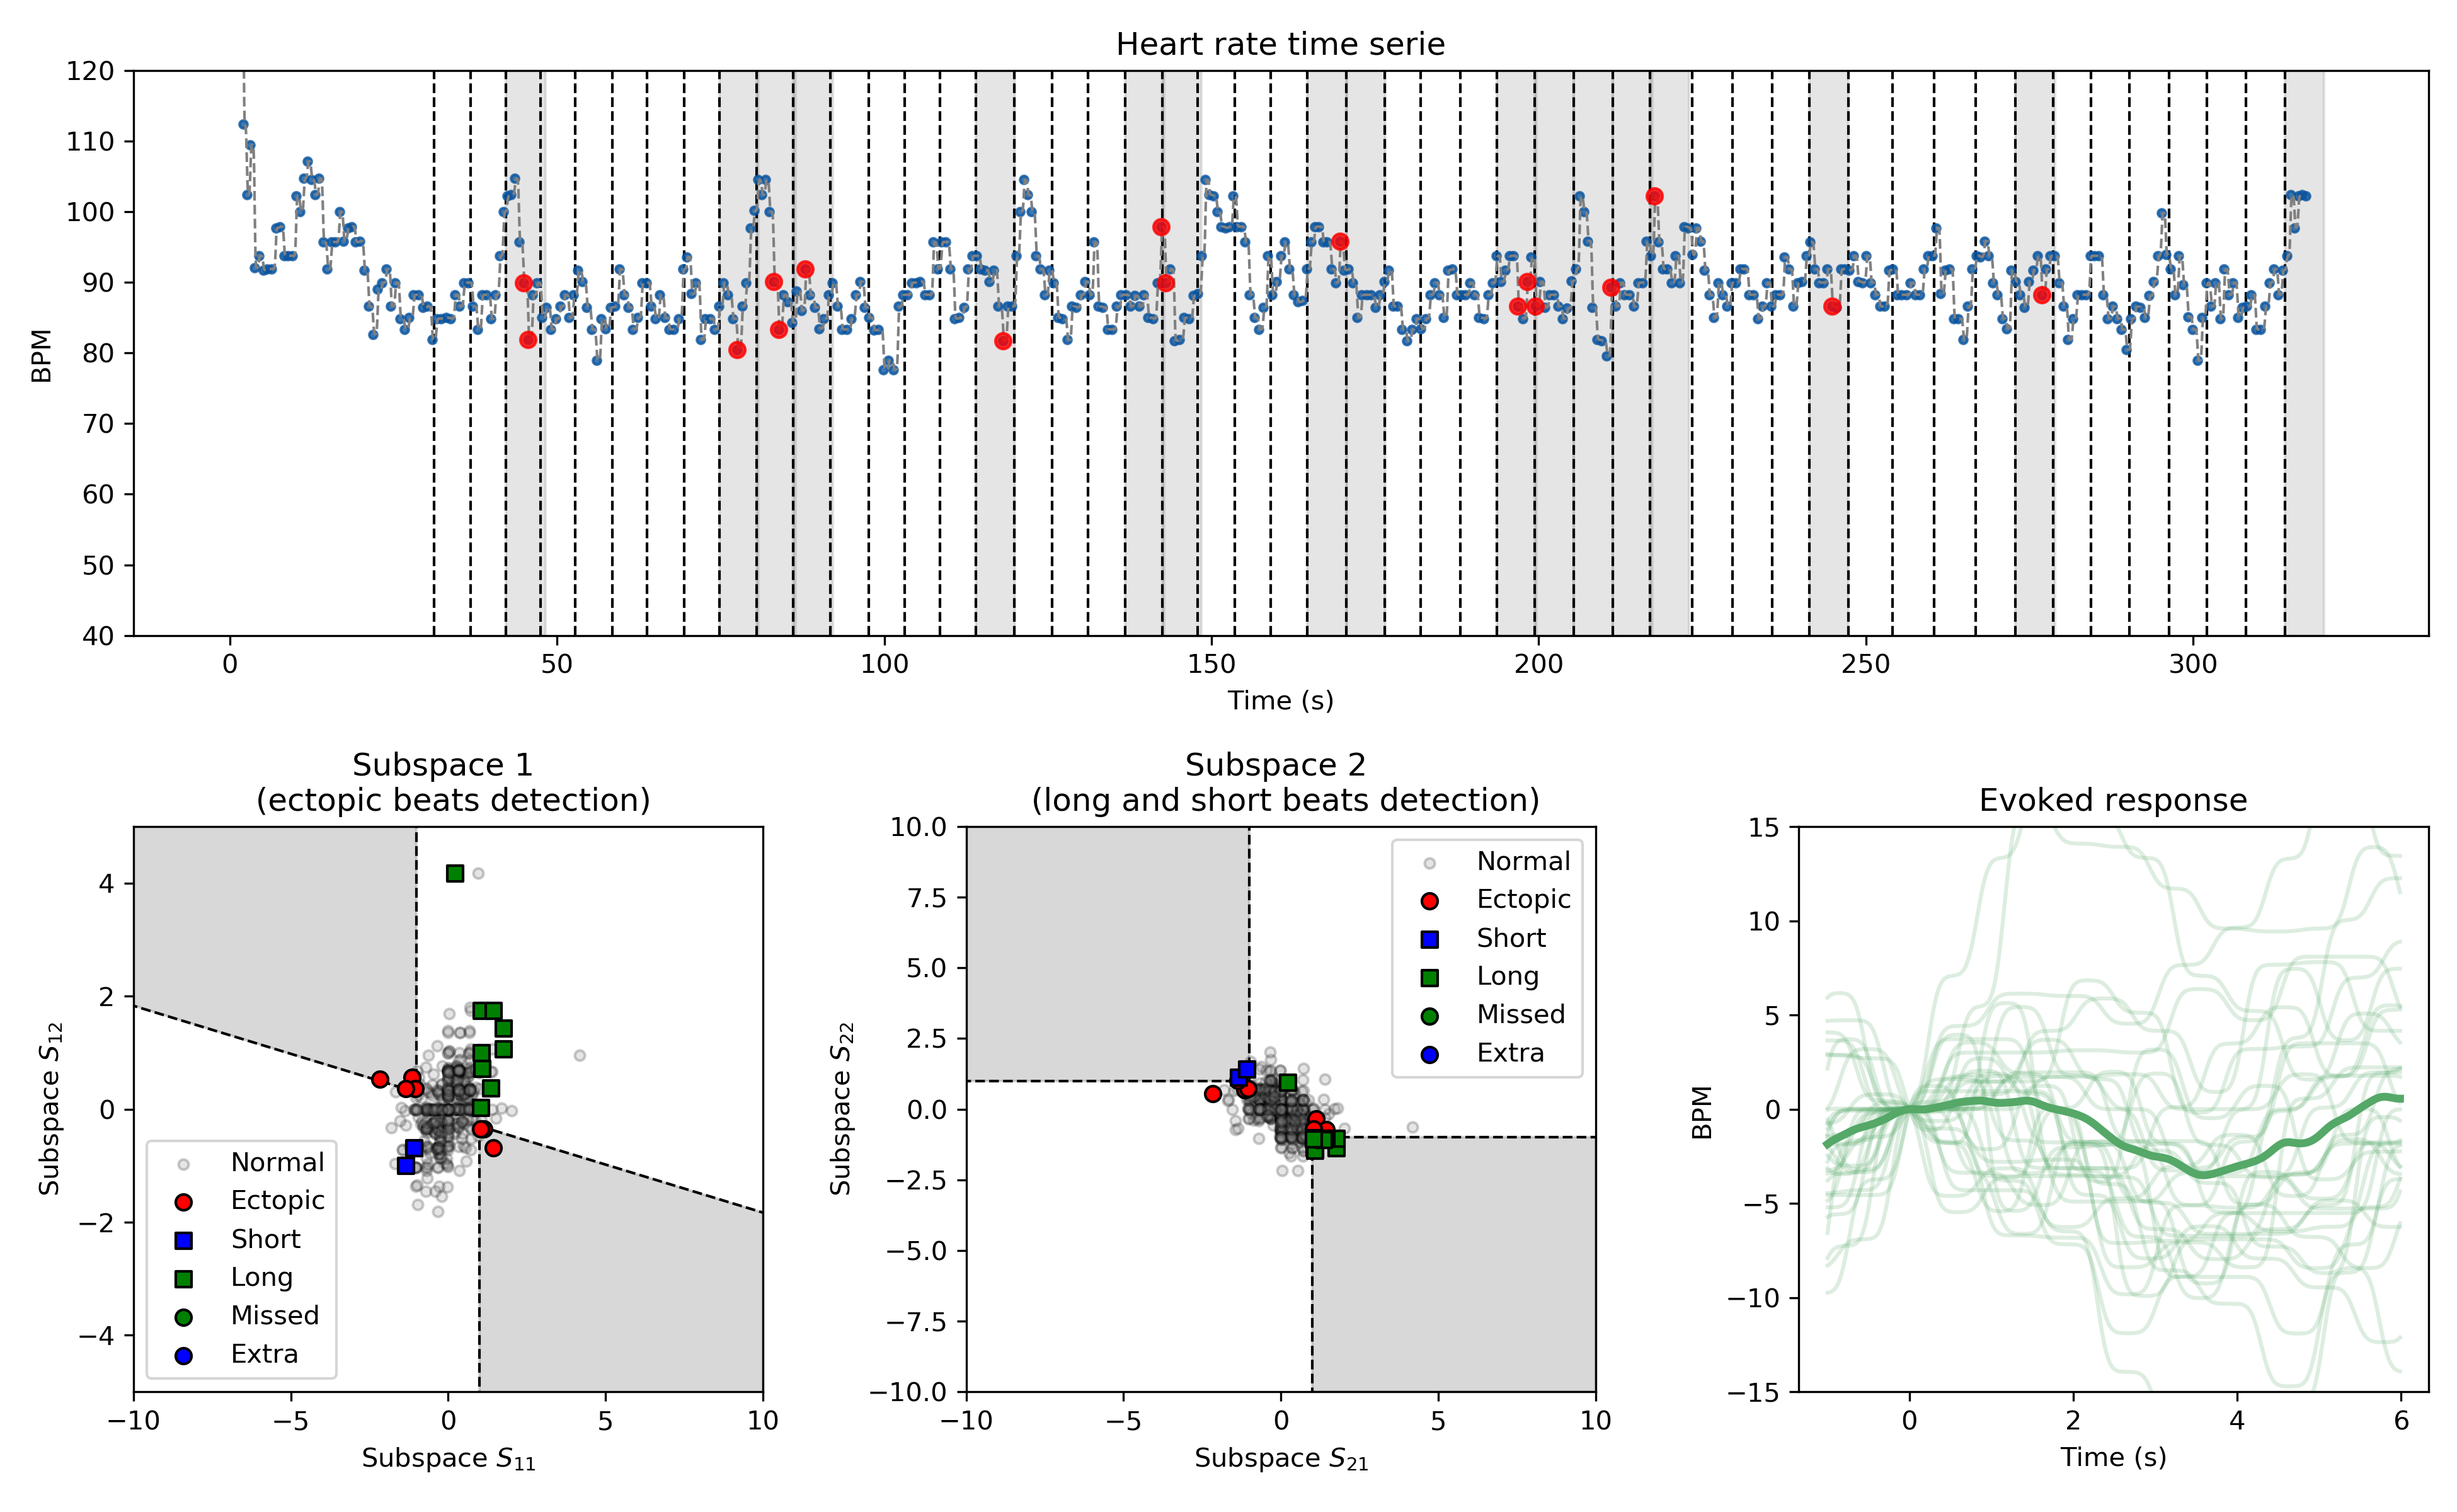 Heart rate time serie
120
110
100
90
80
70
60
50
40
BPM
0 50 100 150 200 250 300
Time (s)
Subspace 1
(ectopic beats detection)
4
2
0
−2
−4
Subspace S12
Normal
Ectopic
Short
Long
Missed
Extra
−10 −5 0 5 10
Subspace S11
Subspace 2
(long and short beats detection)
10.0
7.5
5.0
2.5
0.0
−2.5
−5.0
−7.5
−10.0
Subspace S22
Normal
Ectopic
Short
Long
Missed
Extra
−10 −5 0 5 10
Subspace S21
Evoked response
15
10
5
0
−5
−10
−15
BPM
0 2 4 6
Time (s)